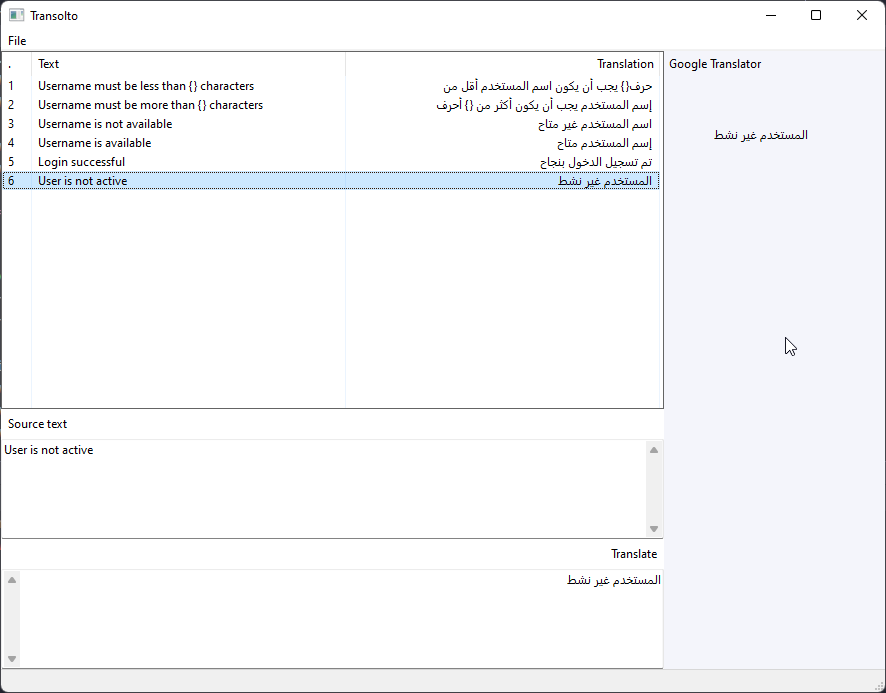 Transolto
File
. Text Translation Google Translator
1 Username must be less than {} characters حرف{} يجب أن يكون اسم المستخدم أقل من
2 Username must be more than {} characters إسم المستخدم يجب أن يكون أكثر من {} أحرف
3 Username is not available اسم المستخدم غير متاح
4 Username is available إسم المستخدم متاح
5 Login successful تم تسجيل الدخول بنجاح
6 User is not active المستخدم غير نشط
المستخدم غير نشط
Source text
User is not active
Translate
المستخدم غير نشط